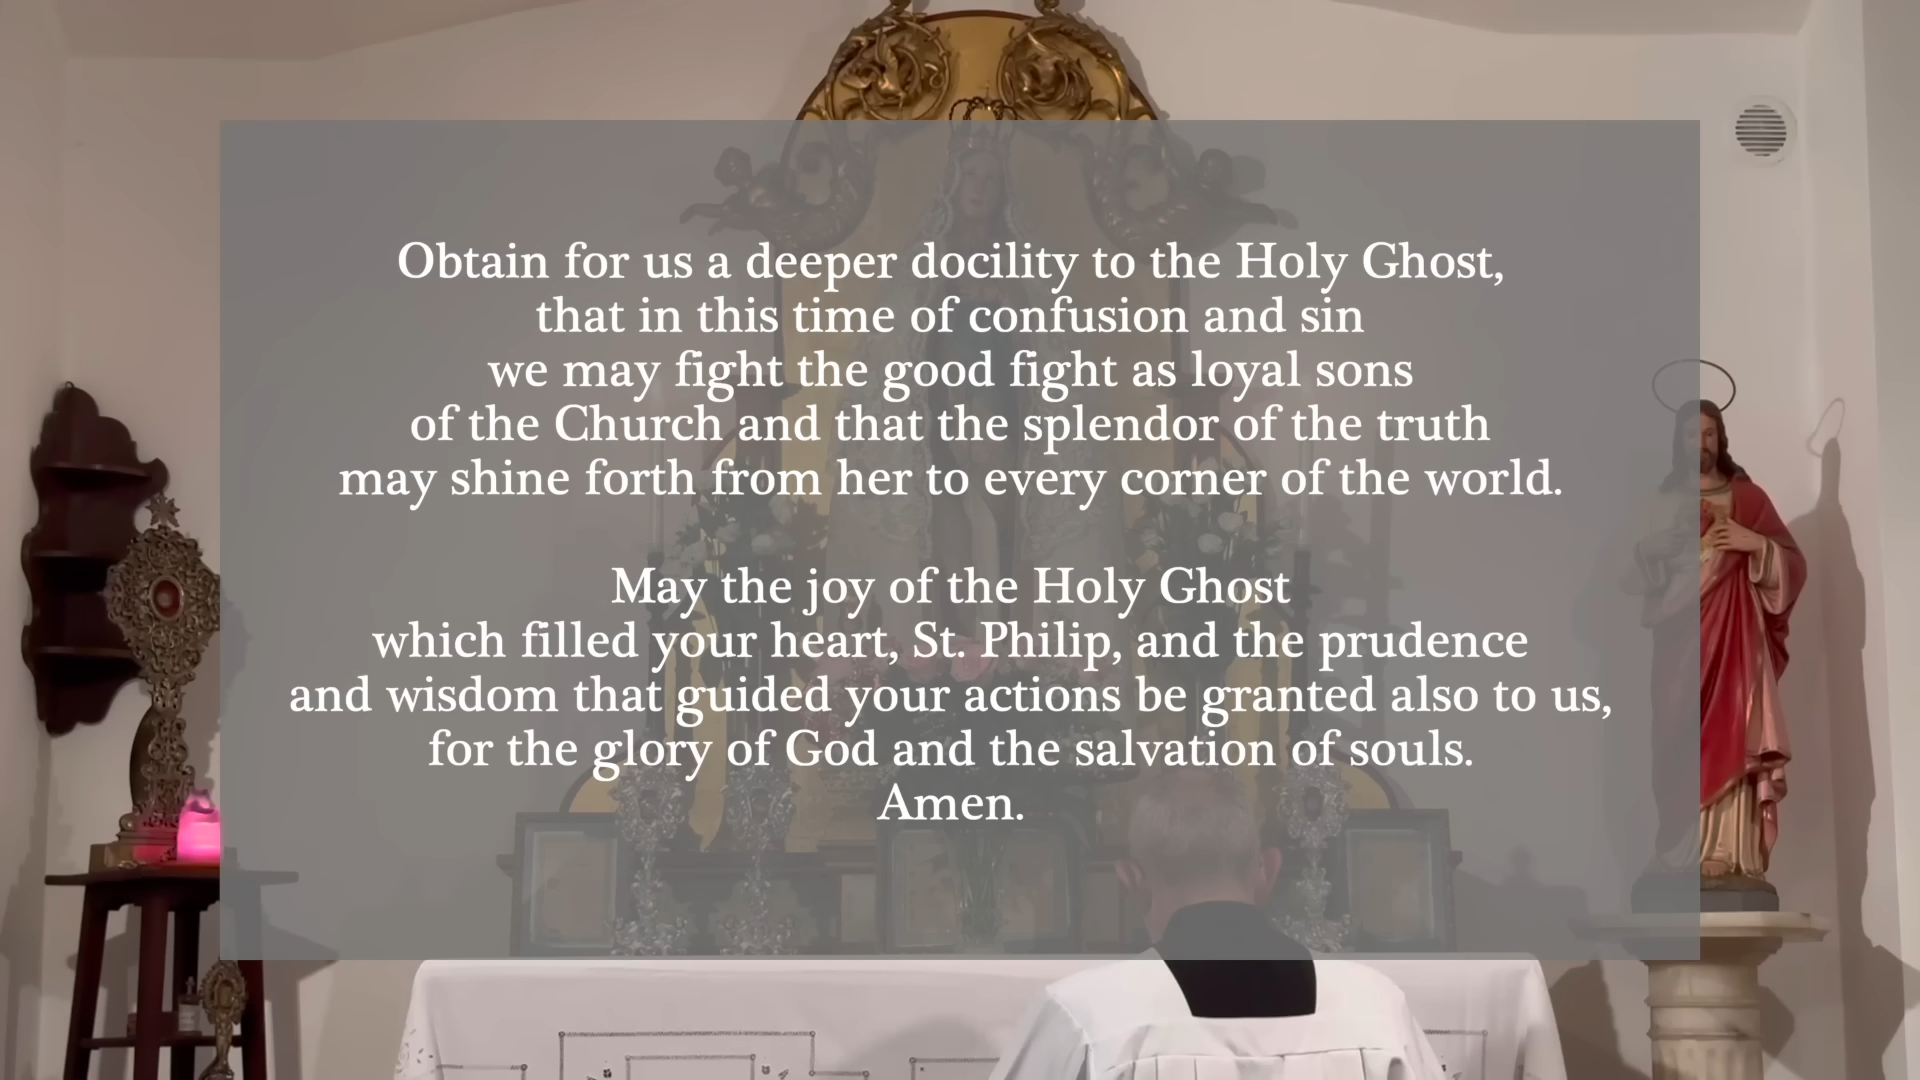 Obtain for us a deeper docility to the Holy Ghost,
that in this time of confusion and sin
we may fight the good fight as loyal sons
of the Church and that the splendor of the truth
may shine forth from her to every corner of the world.
May the joy of the Holy Ghost
which filled your heart, St. Philip, and the prudence
and wisdom that guided your actions be granted also to us,
for the glory of God and the salvation of souls.
Amen.